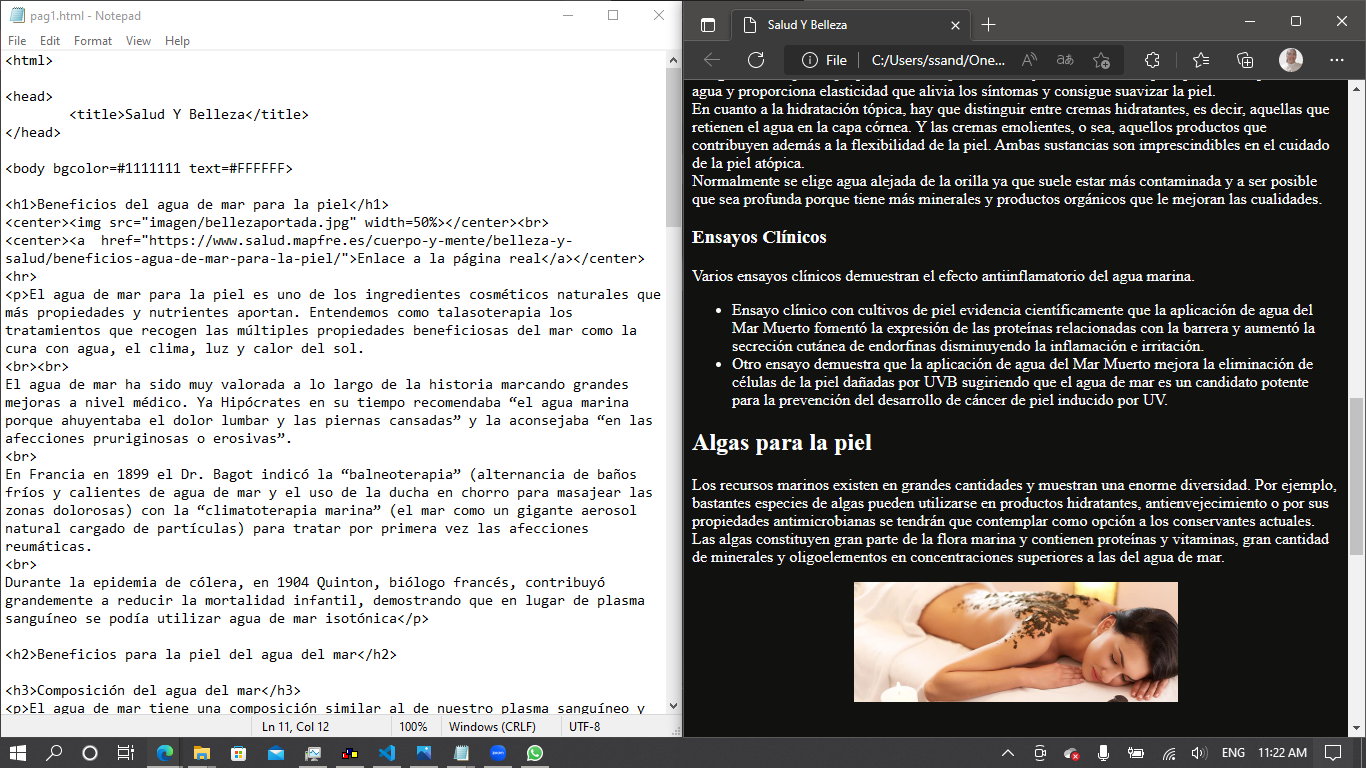 pag1.html - Notepad
File Edit Format View Help
<html>
<head>
<title>Salud Y Belleza</title>
</head>
<body bgcolor=#1111111 text=#FFFFFF>
<h1>Beneficios del agua de mar para la piel</h1>
<center><img src="imagen/bellezaportada.jpg" width=50%></center><br>
<center><a  href="https://www.salud.mapfre.es/cuerpo-y-mente/belleza-y-
salud/beneficios-agua-de-mar-para-la-piel/">Enlace a la página real</a></center>
<hr>
<p>El agua de mar para la piel es uno de los ingredientes cosméticos naturales que
más propiedades y nutrientes aportan. Entendemos como talasoterapia los
tratamientos que recogen las múltiples propiedades beneficiosas del mar como la
cura con agua, el clima, luz y calor del sol.
<br><br>
El agua de mar ha sido muy valorada a lo largo de la historia marcando grandes
mejoras a nivel médico. Ya Hipócrates en su tiempo recomendaba “el agua marina
porque ahuyentaba el dolor lumbar y las piernas cansadas” y la aconsejaba “en las
afecciones pruriginosas o erosivas”.
<br>
En Francia en 1899 el Dr. Bagot indicó la “balneoterapia” (alternancia de baños
fríos y calientes de agua de mar y el uso de la ducha en chorro para masajear las
zonas dolorosas) con la “climatoterapia marina” (el mar como un gigante aerosol
natural cargado de partículas) para tratar por primera vez las afecciones
reumáticas.
<br>
Durante la epidemia de cólera, en 1904 Quinton, biólogo francés, contribuyó
grandemente a reducir la mortalidad infantil, demostrando que en lugar de plasma
sanguíneo se podía utilizar agua de mar isotónica</p>
<h2>Beneficios para la piel del agua del mar</h2>
<h3>Composición del agua del mar</h3>
<p>El agua de mar tiene una composición similar al de nuestro plasma sanguíneo y
Ln 11, Col 12 100% Windows (CRLF) UTF-8
Salud Y Belleza
File C:/Users/ssand/One...
agua y proporciona elasticidad que alivia los síntomas y consigue suavizar la piel.
En cuanto a la hidratación tópica, hay que distinguir entre cremas hidratantes, es decir, aquellas que
retienen el agua en la capa córnea. Y las cremas emolientes, o sea, aquellos productos que
contribuyen además a la flexibilidad de la piel. Ambas sustancias son imprescindibles en el cuidado
de la piel atópica.
Normalmente se elige agua alejada de la orilla ya que suele estar más contaminada y a ser posible
que sea profunda porque tiene más minerales y productos orgánicos que le mejoran las cualidades.
Ensayos Clínicos
Varios ensayos clínicos demuestran el efecto antiinflamatorio del agua marina.
• Ensayo clínico con cultivos de piel evidencia científicamente que la aplicación de agua del
Mar Muerto fomentó la expresión de las proteínas relacionadas con la barrera y aumentó la
secreción cutánea de endorfinas disminuyendo la inflamación e irritación.
• Otro ensayo demuestra que la aplicación de agua del Mar Muerto mejora la eliminación de
células de la piel dañadas por UVB sugiriendo que el agua de mar es un candidato potente
para la prevención del desarrollo de cáncer de piel inducido por UV.
Algas para la piel
Los recursos marinos existen en grandes cantidades y muestran una enorme diversidad. Por ejemplo,
bastantes especies de algas pueden utilizarse en productos hidratantes, antienvejecimiento o por sus
propiedades antimicrobianas se tendrán que contemplar como opción a los conservantes actuales.
Las algas constituyen gran parte de la flora marina y contienen proteínas y vitaminas, gran cantidad
de minerales y oligoelementos en concentraciones superiores a las del agua de mar.
ENG 11:22 AM